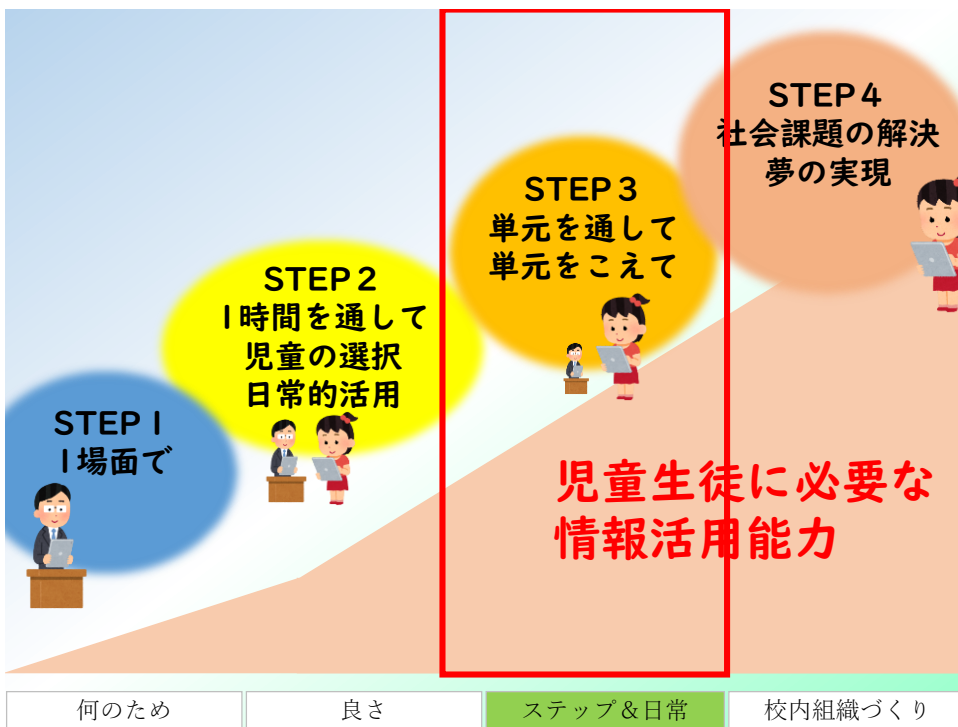 STEP1
1場面で
STEP2
1時間を通して
児童の選択
日常的活用
STEP3
単元を通して
単元をこえて
STEP4
社会課題の解決
夢の実現
児童生徒に必要な
情報活用能力
何のため
良さ
ステップ＆日常
校内組織づくり